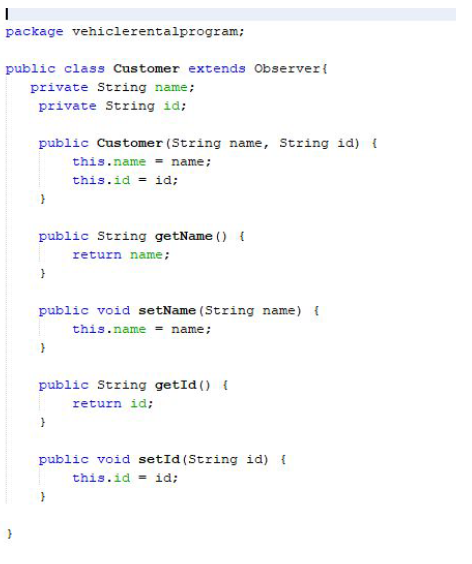 package vehiclerentalprogram;
public class Customer extends Observer{
private String name;
private String id;
public Customer(String name, String id) {
this.name = name;
this.id = id;
}
public String getName() {
return name;
}
public void setName(String name) {
this.name = name;
}
public String getId() {
return id;
}
public void setId(String id) {
this.id = id;
}
}